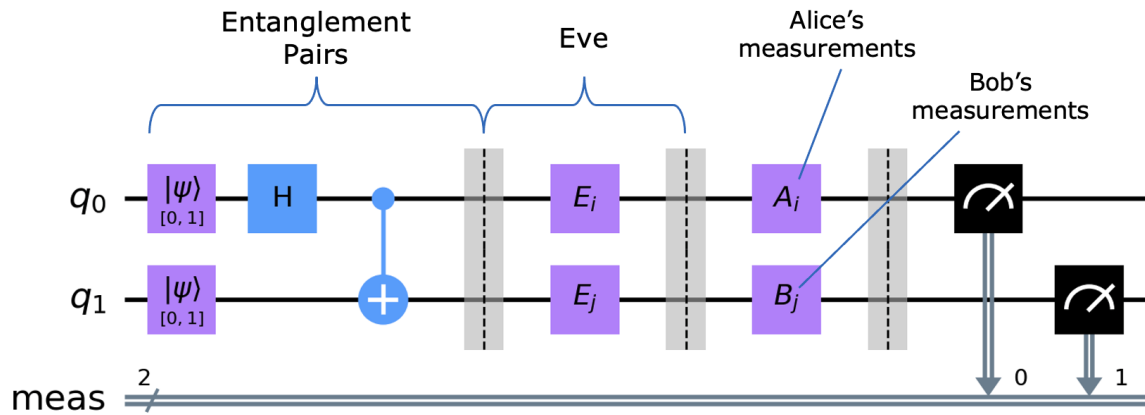 Entanglement
Pairs
Eve
Alice's
measurements
Bob's
measurements
q₀
|ψ⟩
[0, 1]
H
Eᵢ
Aᵢ
q₁
|ψ⟩
[0, 1]
Eⱼ
Bⱼ
meas
2
0
1